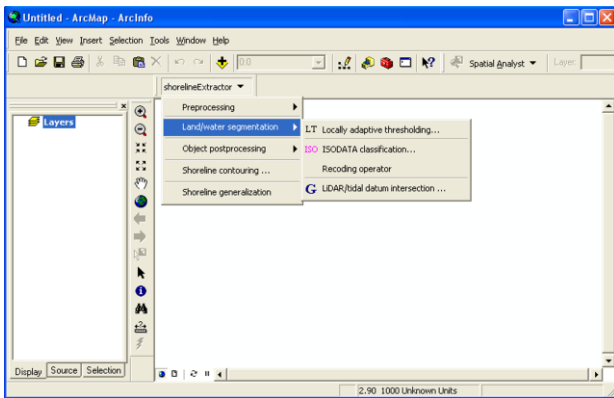 Untitled - ArcMap - ArcInfo
File Edit View Insert Selection Tools Window Help
0:0
Spatial Analyst
Layer:
shorelineExtractor
Layers
Preprocessing
Land/water segmentation
Object postprocessing
Shoreline contouring ...
Shoreline generalization
LT Locally adaptive thresholding...
ISO ISODATA classification...
Recoding operator
G LiDAR/tidal datum intersection ...
Display Source Selection
2.90 1000 Unknown Units